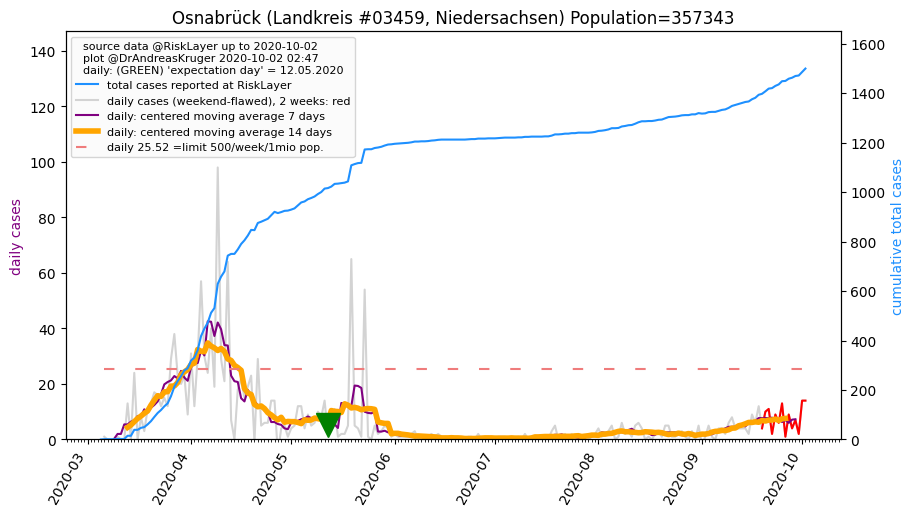 Osnabrück (Landkreis #03459, Niedersachsen) Population=357343
source data @RiskLayer up to 2020-10-02
plot @DrAndreasKruger 2020-10-02 02:47
daily: (GREEN) 'expectation day' = 12.05.2020
total cases reported at RiskLayer
daily cases (weekend-flawed), 2 weeks: red
daily: centered moving average 7 days
daily: centered moving average 14 days
daily 25.52 =limit 500/week/1mio pop.
daily cases
140
120
100
80
60
40
20
0
cumulative total cases
1600
1400
1200
1000
800
600
400
200
0
2020-03
2020-04
2020-05
2020-06
2020-07
2020-08
2020-09
2020-10